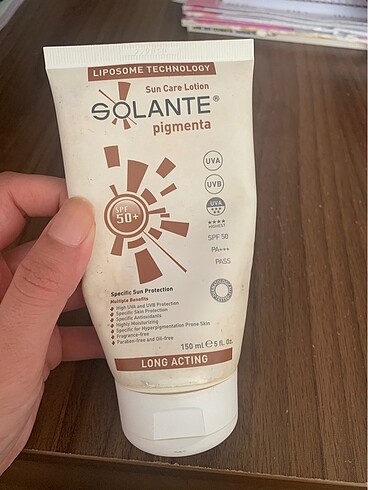 LIPOSOME TECHNOLOGY
Sun Care Lotion
SOLANTE®
pigmenta
UVA
UVB
UVA
HIGHEST
SPF
50+
SPF 50
PA+++
PASS
Specific Sun Protection
Multiple Benefits
High UVA and UVB Protection
Specific Skin Protection
Specific Antioxidants
Highly Moisturizing
Specific for Hyperpigmentation Prone Skin
Fragrance-free
Paraben-free and Oil-free
150 ml ℮ 5 fl. Oz.
LONG ACTING